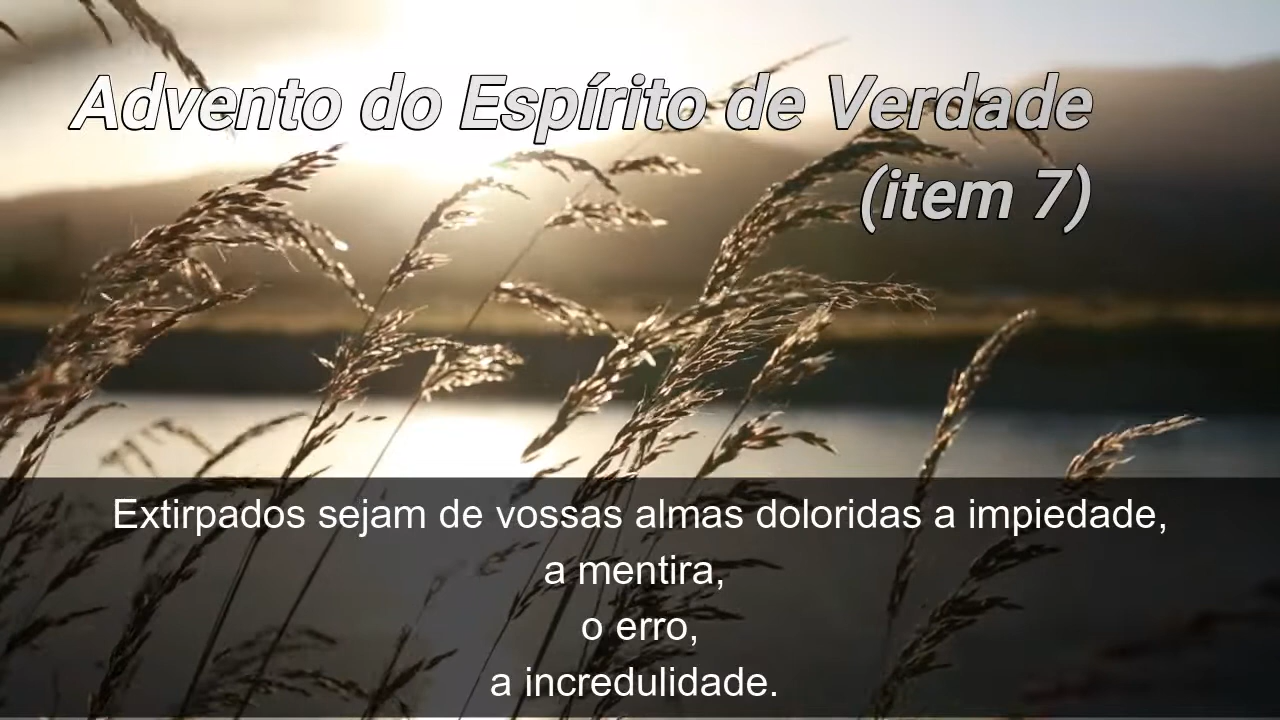 Advento do Espírito de Verdade
(item 7)
Extirpados sejam de vossas almas doloridas a impiedade,
a mentira,
o erro,
a incredulidade.